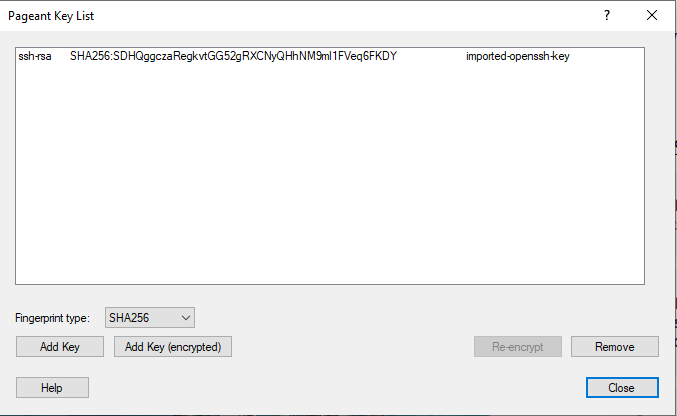 Pageant Key List
ssh-rsa SHA256:SDHQggczaRegkvtGG52gRXCNyQHhNM9ml1FVeq6FKDY imported-openssh-key
Fingerprint type: SHA256
Add Key Add Key (encrypted) Re-encrypt Remove
Help Close